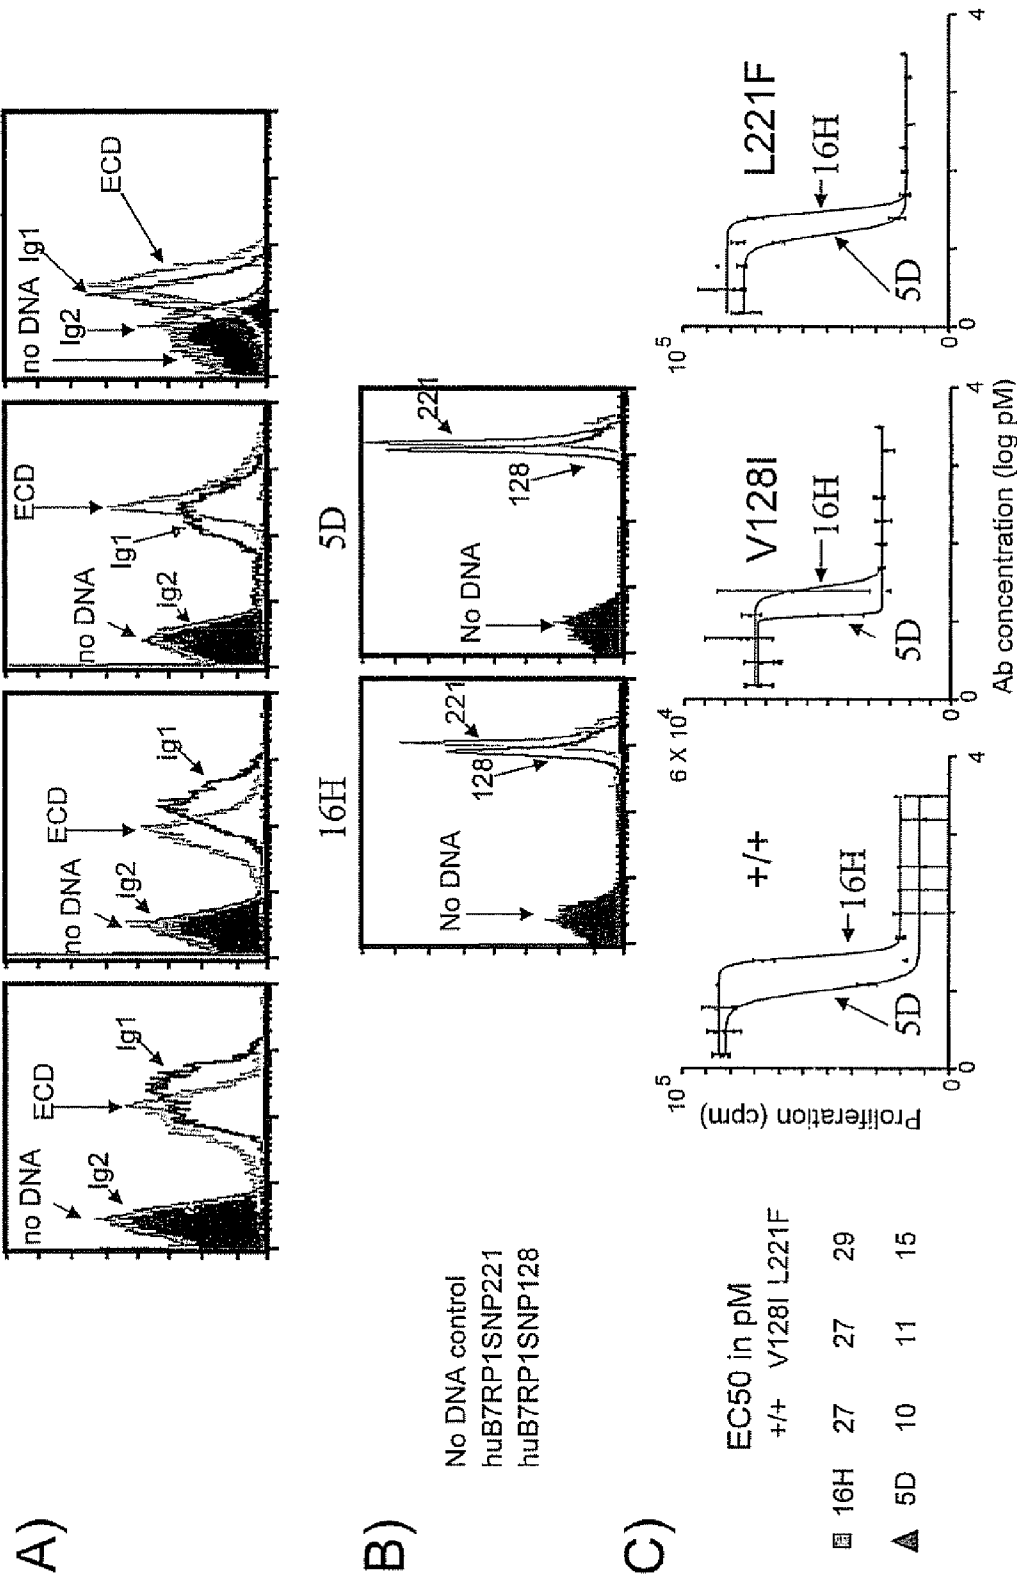 A)
no DNA
ECD
Ig2
Ig1
no DNA
ECD
Ig2
ig1
no DNA
ECD
Ig2
Ig1
no DNA Ig1
Ig2
ECD
B)
No DNA control
huB7RP1SNP221
huB7RP1SNP128
16H
No DNA
128
221
5D
No DNA
128
221
C)
EC50 in pM
+/+ V128I L221F
16H 27 27 29
5D 10 11 15
Proliferation (cpm)
10 5
0
0
4
+/+
16H
5D
6 X 10 4
0
0
4
V128I
16H
5D
10 5
0
0
4
L221F
16H
5D
Ab concentration (log pM)